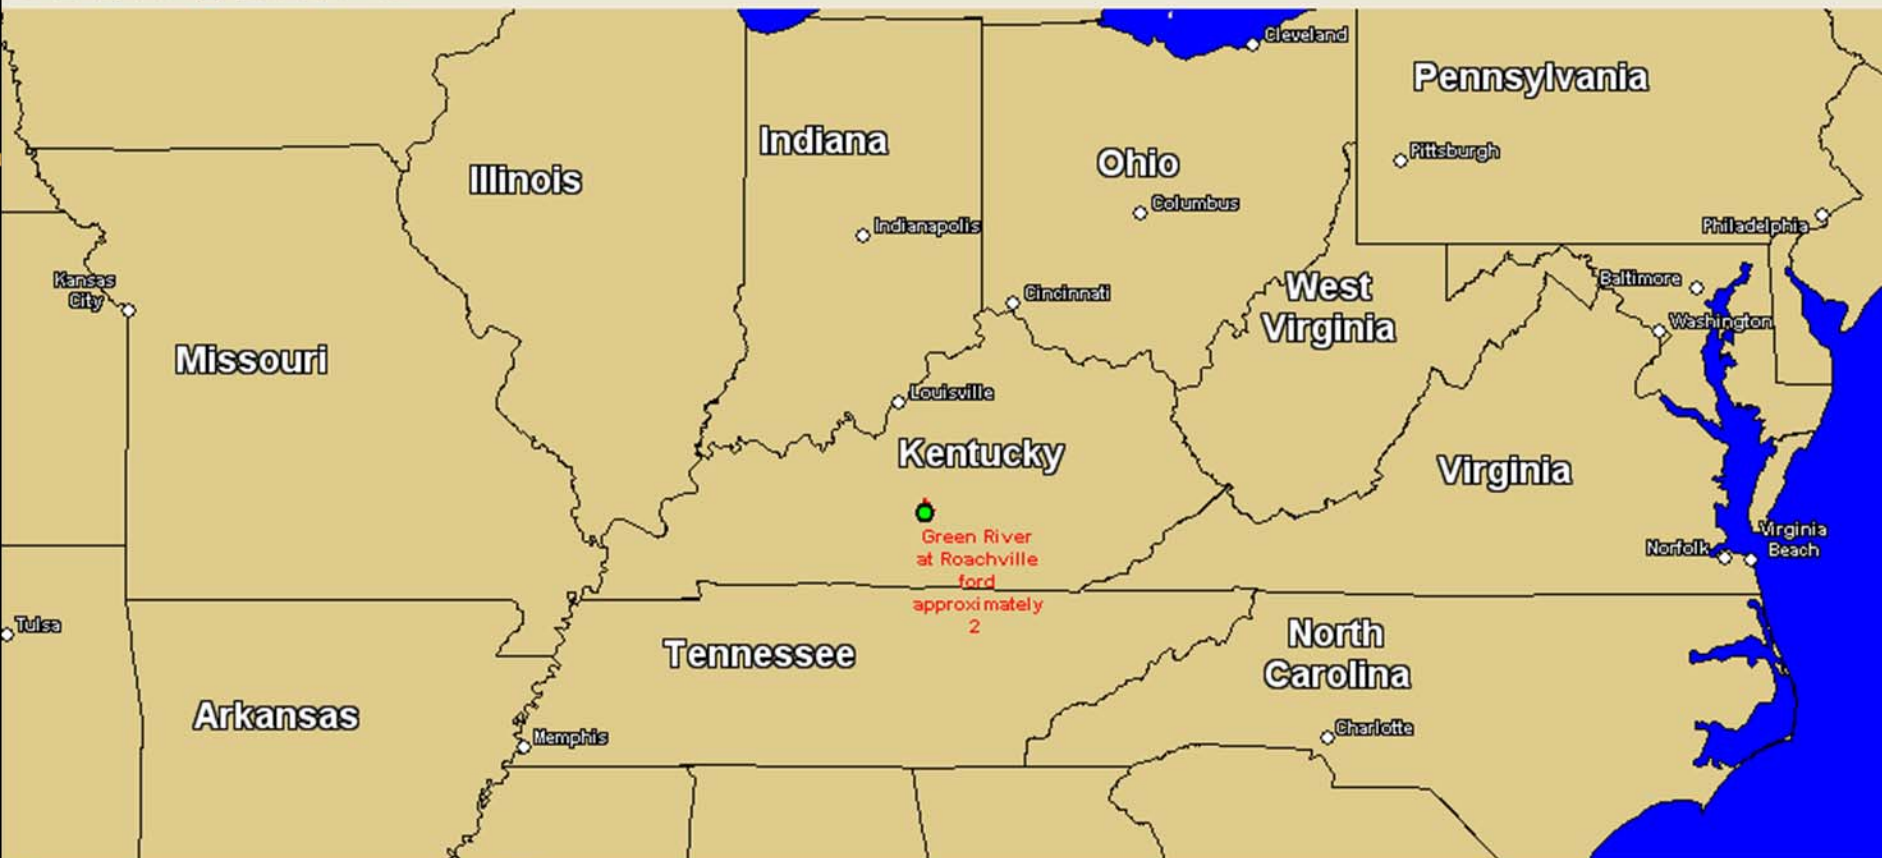 Cleveland
Pennsylvania
Indiana
Pittsburgh
Ohio
Illinois
Columbus
Indianapolis
Philadelphia
Kansas
City
Baltimore
West
Virginia
Cincinnati
Washington
Missouri
Louisville
Kentucky
Virginia
Green River
at Roachville
ford
approximately
2
Virginia
Beach
Norfolk
Tulsa
North
Carolina
Tennessee
Arkansas
Memphis
Charlotte